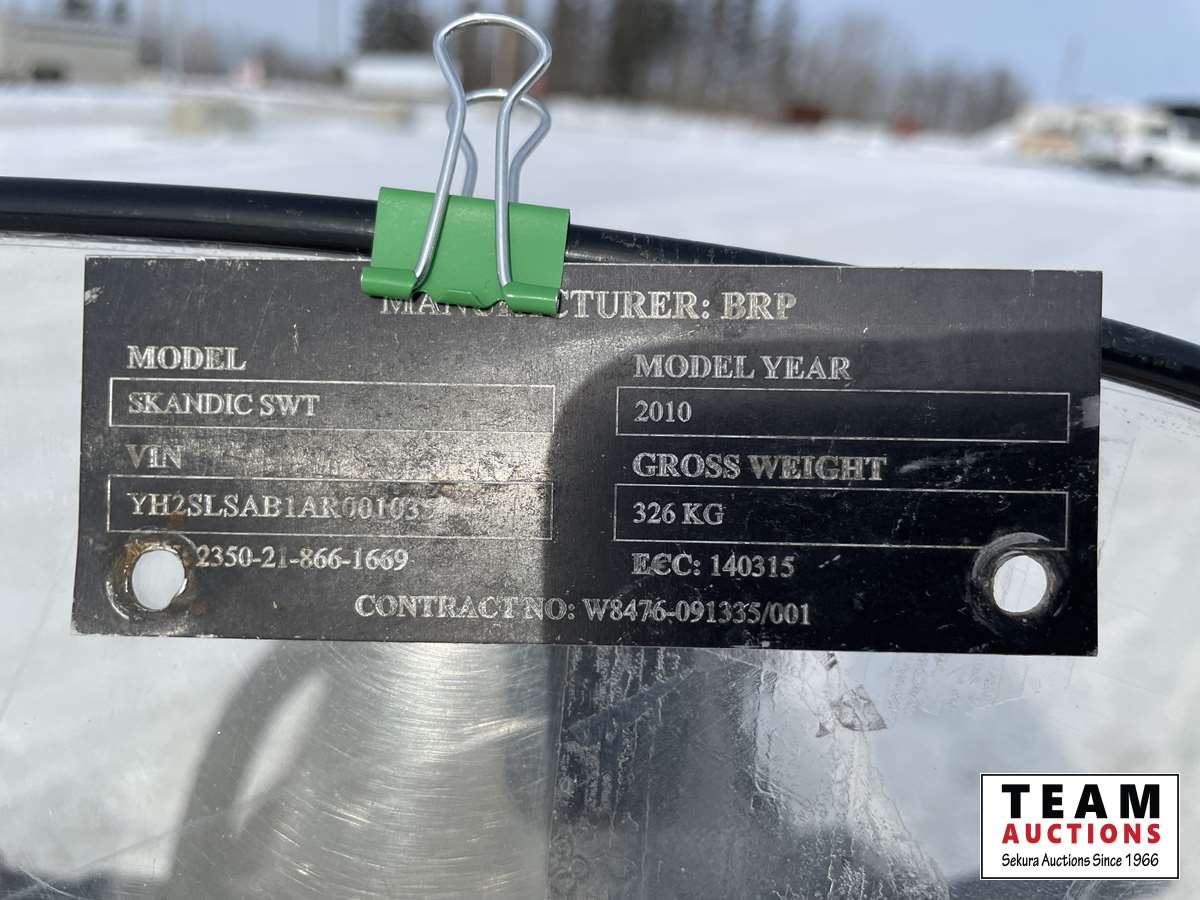 MANUFACTURER: BRP
MODEL
SKANDIC SWT
VIN
YH2SLSAB1AR001035
2350-21-866-1669
MODEL YEAR
2010
GROSS WEIGHT
326 KG
ECC: 140315
CONTRACT NO: W8476-091335/001
TEAM
AUCTIONS
Sekura Auctions Since 1966